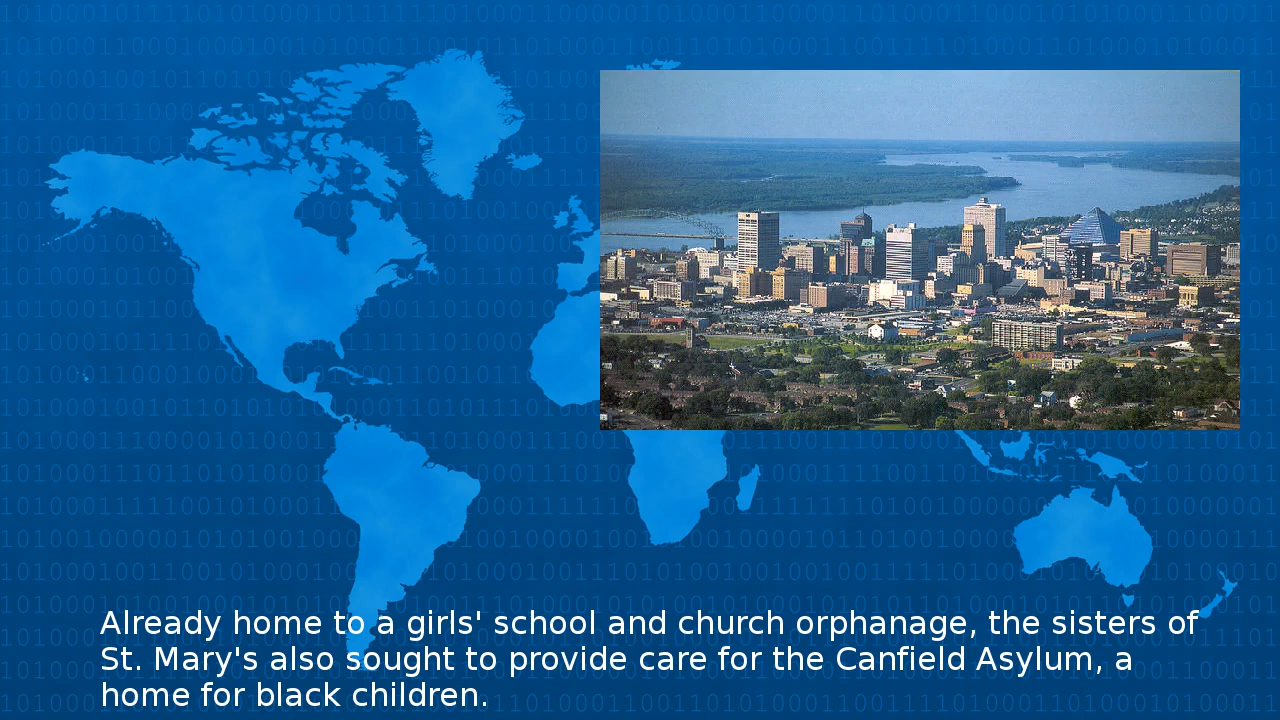 Already home to a girls' school and church orphanage, the sisters of
St. Mary's also sought to provide care for the Canfield Asylum, a
home for black children.